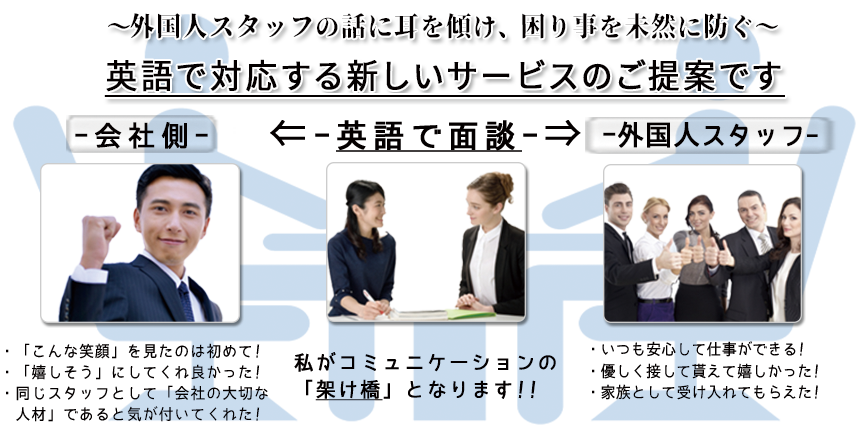 ～外国人スタッフの話に耳を傾け、困り事を未然に防ぐ～
英語で対応する新しいサービスのご提案です
-会社側-
⇐-英語で面談-⇒
-外国人スタッフ-
・「こんな笑顔」を見たのは初めて!
・「嬉しそう」にしてくれ良かった!
・同じスタッフとして「会社の大切な
人材」であると気が付いてくれた!
私がコミュニケーションの
「架け橋」となります!!
・いつも安心して仕事ができる!
・優しく接して貰えて嬉しかった!
・家族として受け入れてもらえた!